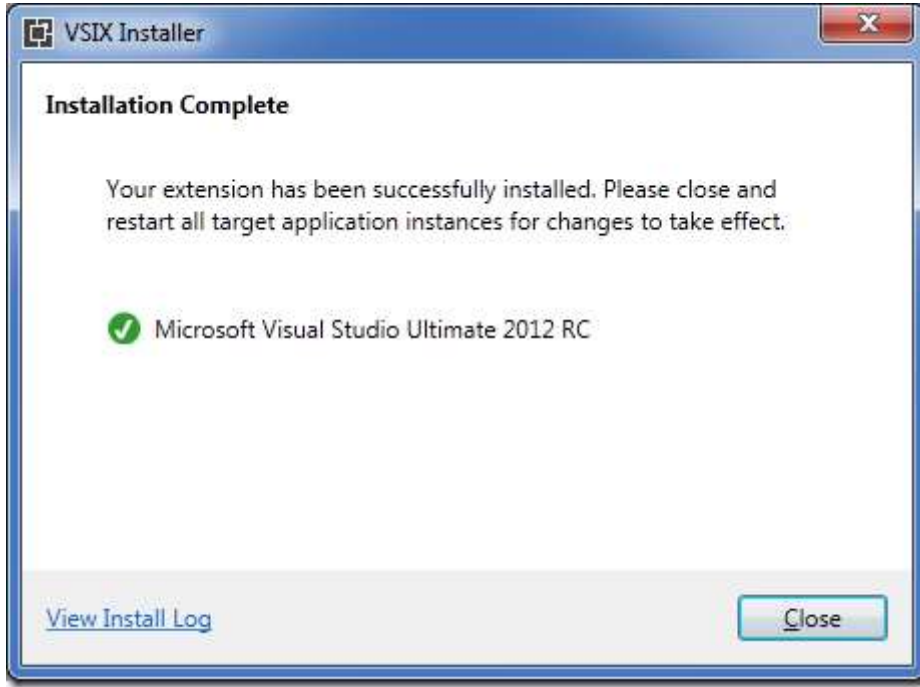 VSIX Installer
Installation Complete
Your extension has been successfully installed. Please close and
restart all target application instances for changes to take effect.
Microsoft Visual Studio Ultimate 2012 RC
View Install Log
Close